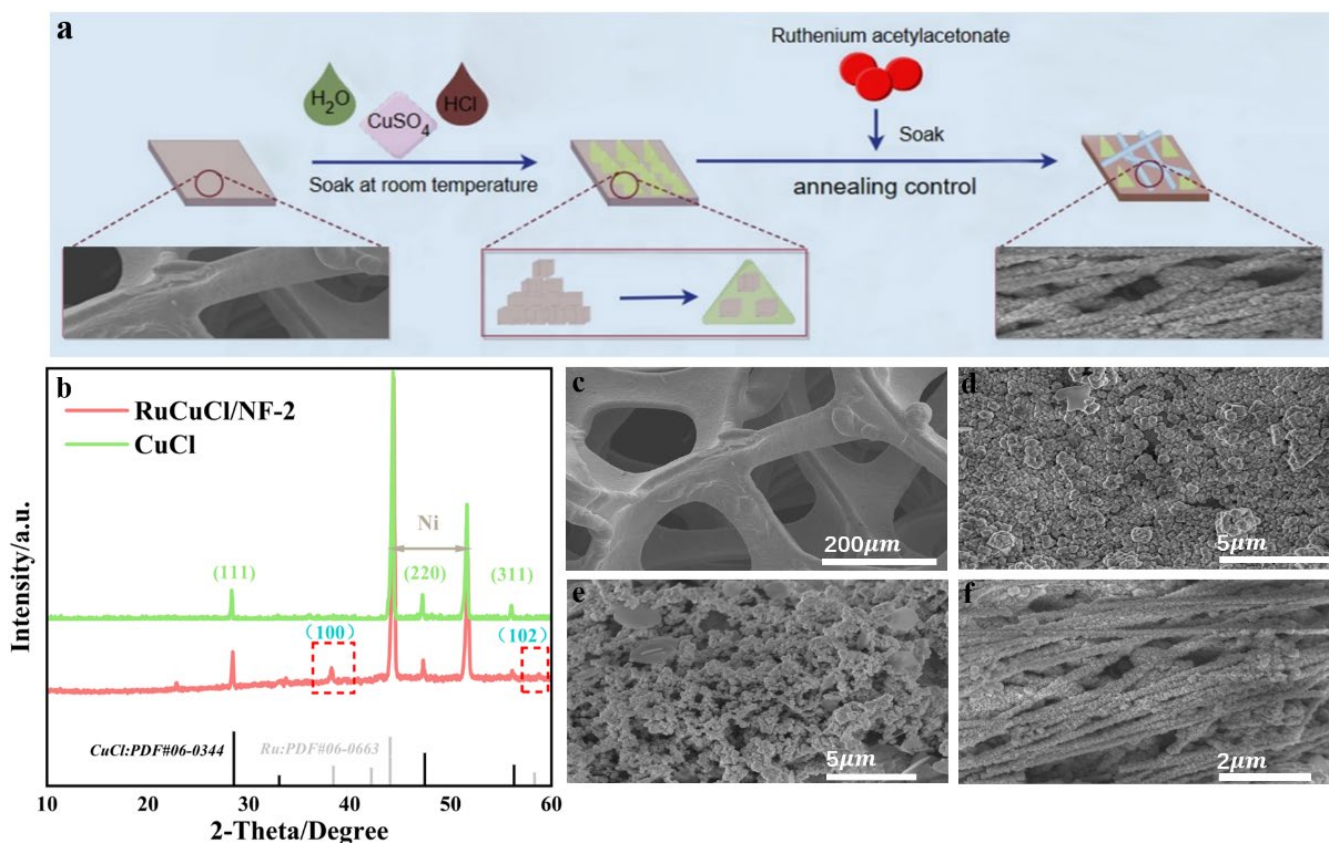 a
Ruthenium acetylacetonate
H₂O
CuSO₄
HCl
Soak
Soak at room temperature
annealing control
b
RuCuCl/NF-2
CuCl
Ni
(111)
(220)
(311)
（100）
（102）
CuCl:PDF#06-0344
Ru:PDF#06-0663
Intensity/a.u.
10 20 30 40 50 60
2-Theta/Degree
c
200μm
d
5μm
e
5μm
f
2μm